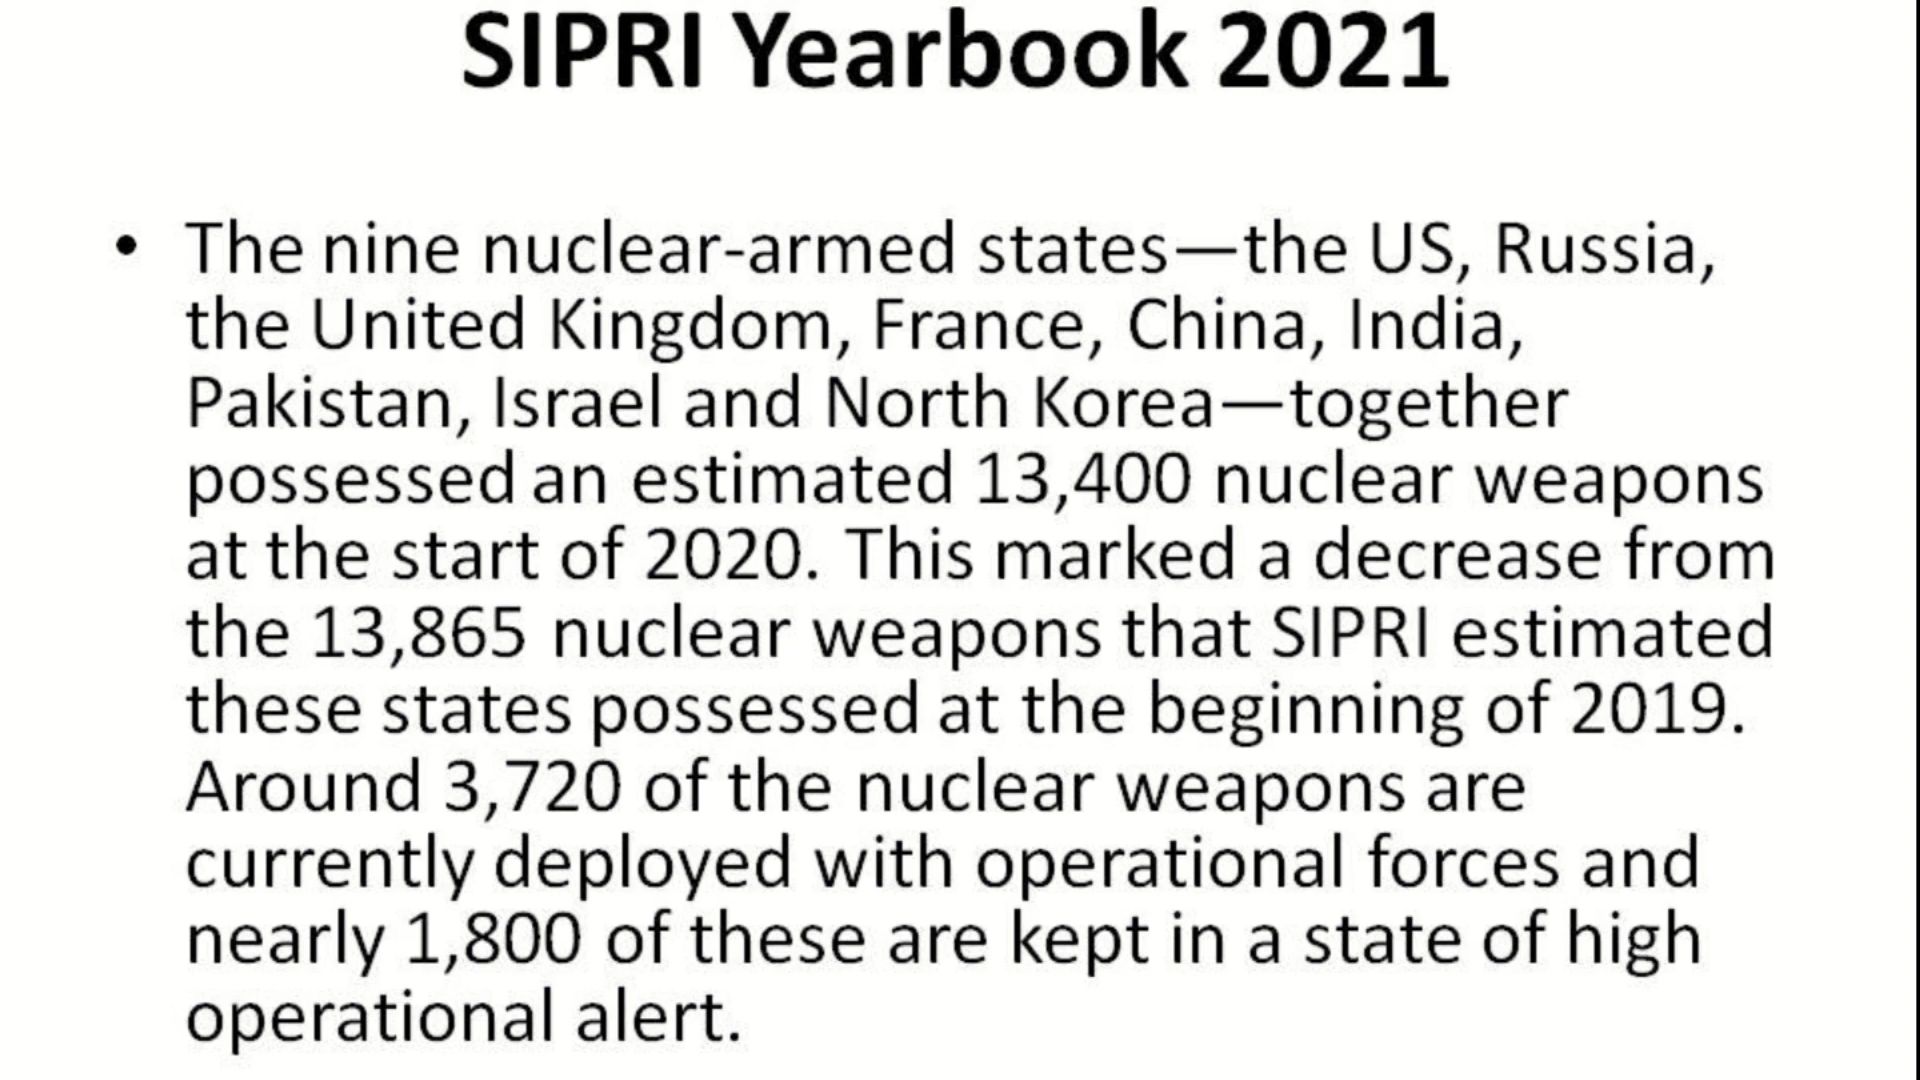 SIPRI Yearbook 2021
• The nine nuclear-armed states—the US, Russia,
the United Kingdom, France, China, India,
Pakistan, Israel and North Korea—together
possessed an estimated 13,400 nuclear weapons
at the start of 2020. This marked a decrease from
the 13,865 nuclear weapons that SIPRI estimated
these states possessed at the beginning of 2019.
Around 3,720 of the nuclear weapons are
currently deployed with operational forces and
nearly 1,800 of these are kept in a state of high
operational alert.